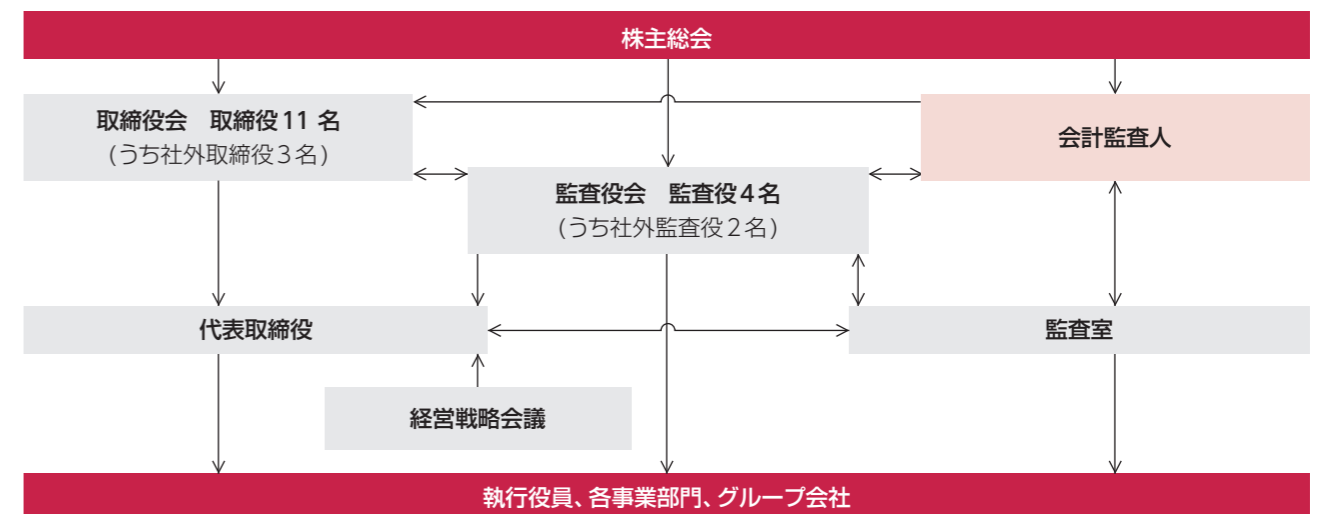 株主総会
取締役会　取締役11 名
(うち社外取締役3名)
会計監査人
監査役会　監査役4名
(うち社外監査役2名)
代表取締役
監査室
経営戦略会議
執行役員、各事業部門、グループ会社